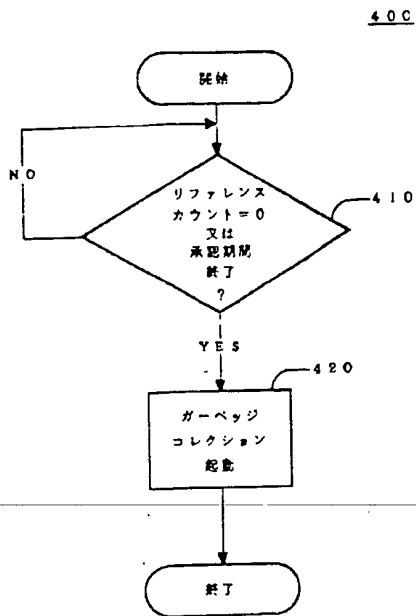 400
開始
NO
リファレンス
カウント=0
又は
承認期間
終了
?
410
YES
420
ガーベッジ
コレクション
起動
終了